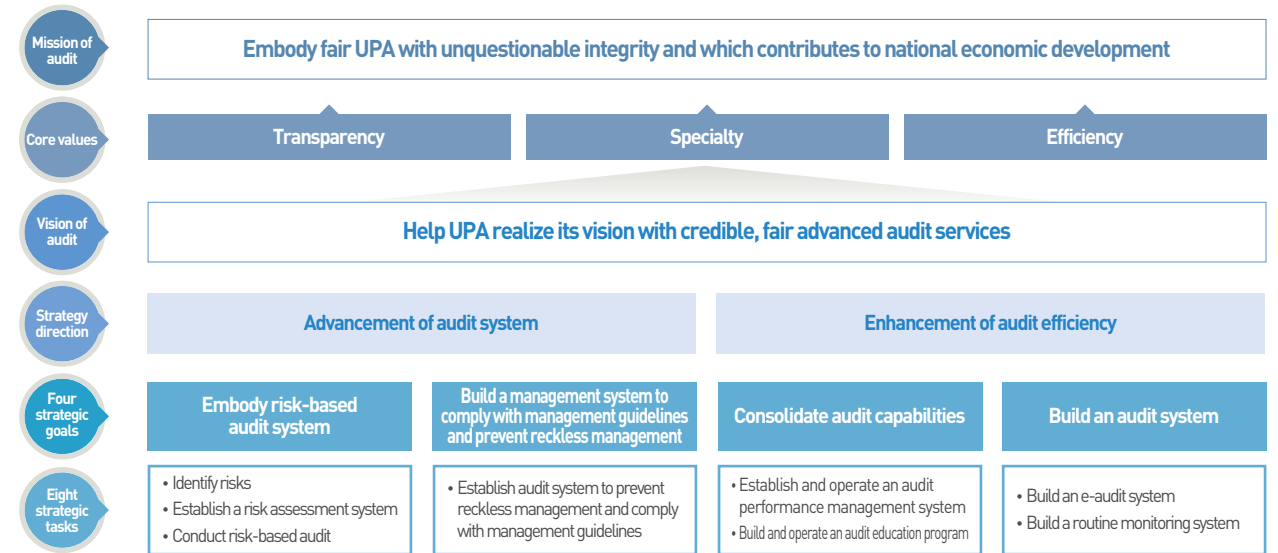 Mission of
audit
Embody fair UPA with unquestionable integrity and which contributes to national economic development
Core values
Transparency
Specialty
Efficiency
Vision of
audit
Help UPA realize its vision with credible, fair advanced audit services
Strategy
direction
Advancement of audit system
Enhancement of audit efficiency
Four
strategic
goals
Embody risk-based
audit system
Build a management system to
comply with management guidelines
and prevent reckless management
Consolidate audit capabilities
Build an audit system
Eight
strategic
tasks
• Identify risks
• Establish a risk assessment system
• Conduct risk-based audit
• Establish audit system to prevent
reckless management and comply
with management guidelines
• Establish and operate an audit
performance management system
• Build and operate an audit education program
• Build an e-audit system
• Build a routine monitoring system